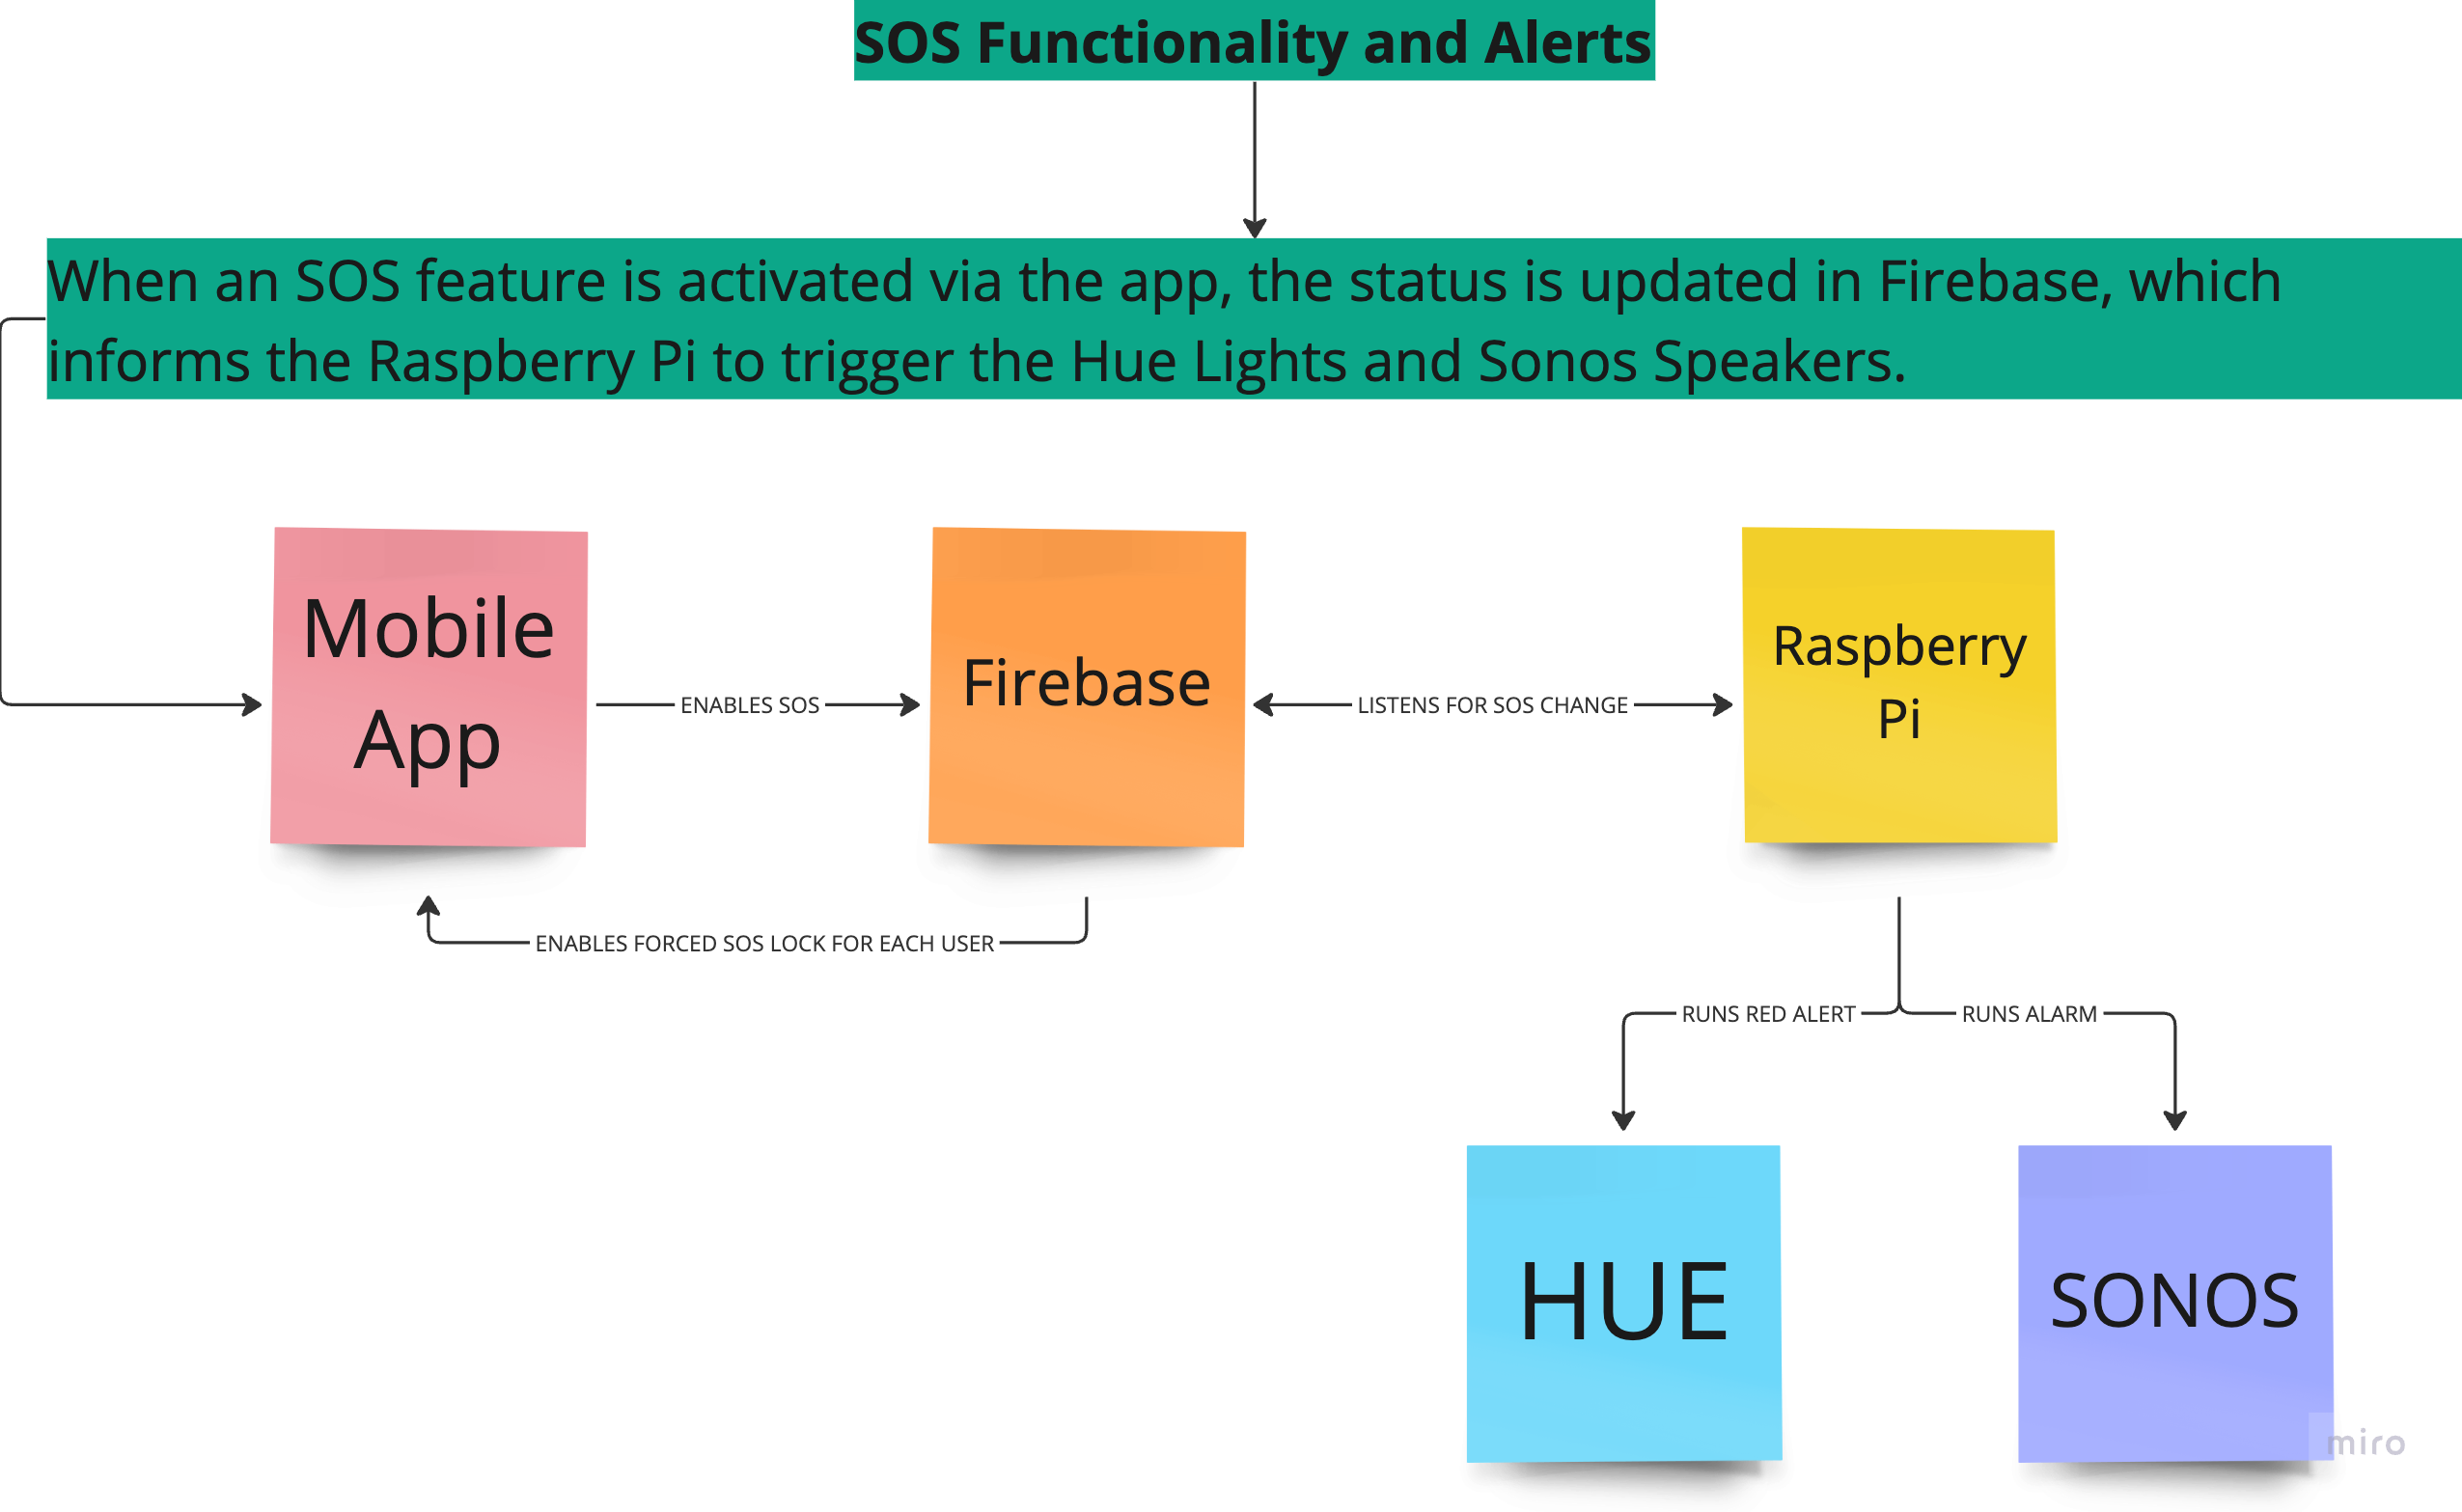 SOS Functionality and Alerts
When an SOS feature is activated via the app, the status is updated in Firebase, which
informs the Raspberry Pi to trigger the Hue Lights and Sonos Speakers.
Mobile
App
ENABLES SOS
Firebase
LISTENS FOR SOS CHANGE
Raspberry
Pi
ENABLES FORCED SOS LOCK FOR EACH USER
RUNS RED ALERT
RUNS ALARM
HUE
SONOS
miro